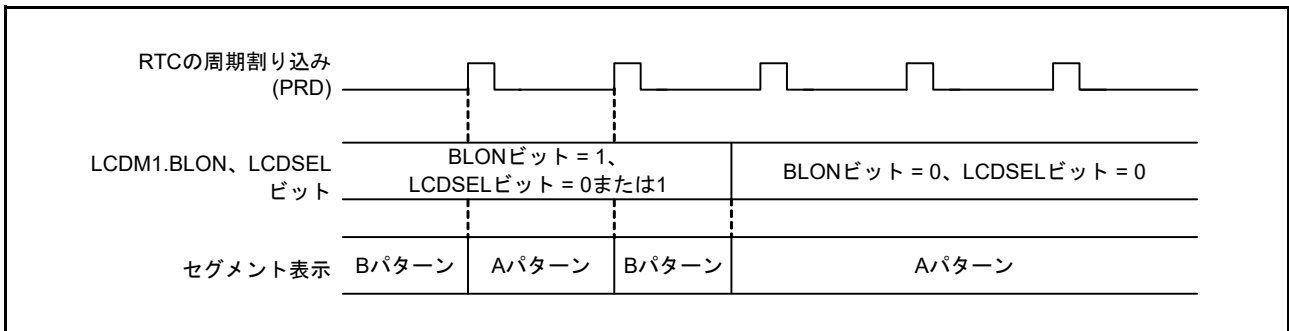 RTCの周期割り込み
(PRD)
LCDM1.BLON、LCDSEL
ビット
BLONビット = 1、
LCDSELビット = 0または1
BLONビット = 0、LCDSELビット = 0
セグメント表示
Bパターン
Aパターン
Bパターン
Aパターン